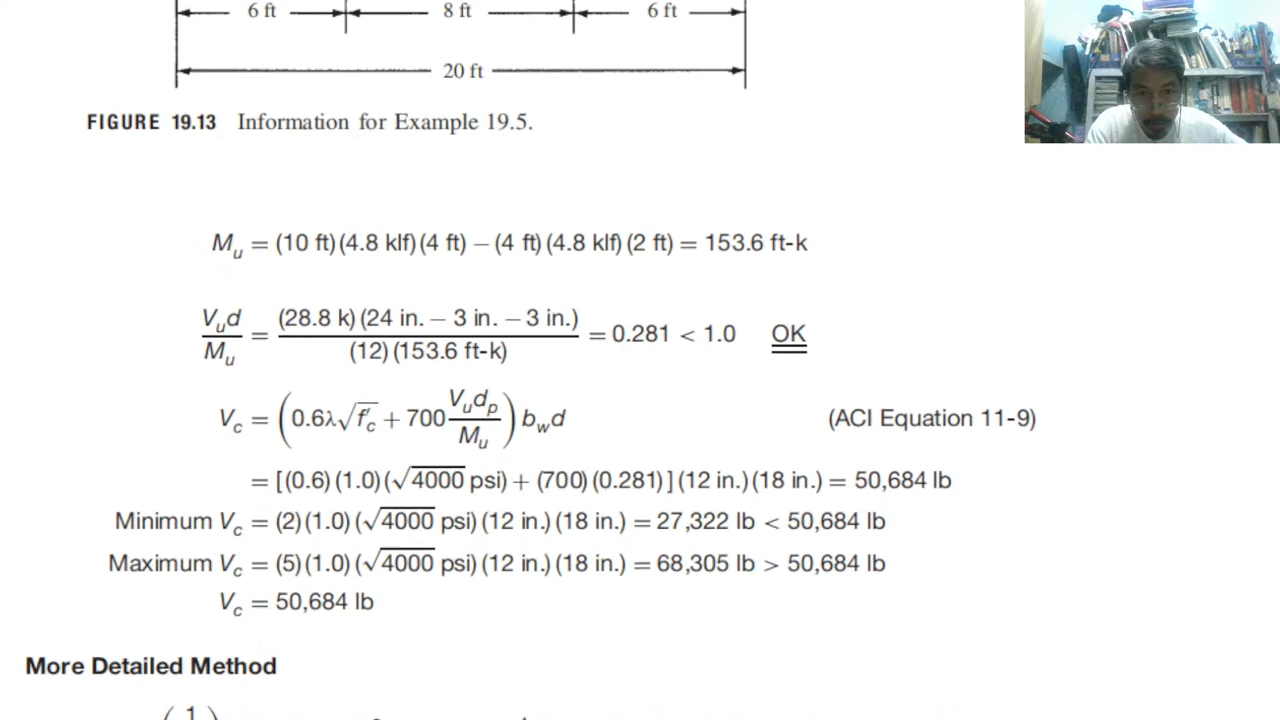 6 ft 8 ft 6 ft
20 ft
FIGURE 19.13 Information for Example 19.5.
M_u = (10 ft)(4.8 klf)(4 ft) − (4 ft)(4.8 klf)(2 ft) = 153.6 ft-k
V_u d / M_u = (28.8 k)(24 in. − 3 in. − 3 in.) / (12)(153.6 ft-k) = 0.281 < 1.0 OK
V_c = (0.6λ√f′_c + 700 V_u d_p / M_u) b_w d (ACI Equation 11-9)
= [(0.6)(1.0)(√4000 psi) + (700)(0.281)](12 in.)(18 in.) = 50,684 lb
Minimum V_c = (2)(1.0)(√4000 psi)(12 in.)(18 in.) = 27,322 lb < 50,684 lb
Maximum V_c = (5)(1.0)(√4000 psi)(12 in.)(18 in.) = 68,305 lb > 50,684 lb
V_c = 50,684 lb
More Detailed Method